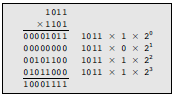 1011
× 1101
00001011 1011 × 1 × 2⁰
00000000 1011 × 0 × 2¹
00101100 1011 × 1 × 2²
01011000 1011 × 1 × 2³
10001111